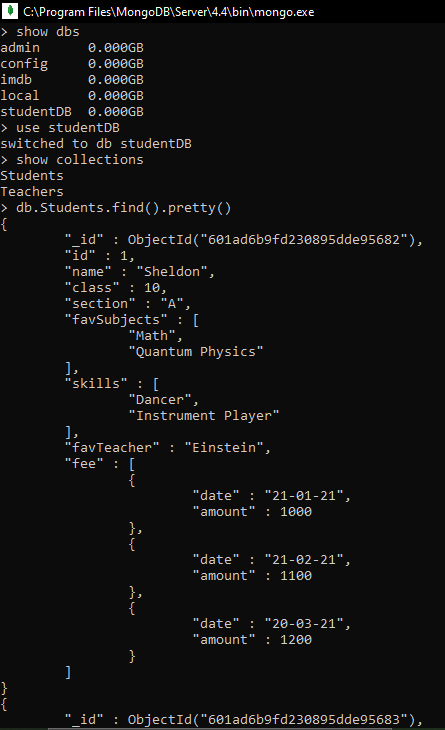 C:\Program Files\MongoDB\Server\4.4\bin\mongo.exe
> show dbs
admin      0.000GB
config     0.000GB
imdb       0.000GB
local      0.000GB
studentDB  0.000GB
> use studentDB
switched to db studentDB
> show collections
Students
Teachers
> db.Students.find().pretty()
{
        "_id" : ObjectId("601ad6b9fd230895dde95682"),
        "id" : 1,
        "name" : "Sheldon",
        "class" : 10,
        "section" : "A",
        "favSubjects" : [
                "Math",
                "Quantum Physics"
        ],
        "skills" : [
                "Dancer",
                "Instrument Player"
        ],
        "favTeacher" : "Einstein",
        "fee" : [
                {
                        "date" : "21-01-21",
                        "amount" : 1000
                },
                {
                        "date" : "21-02-21",
                        "amount" : 1100
                },
                {
                        "date" : "20-03-21",
                        "amount" : 1200
                }
        ]
}
{
        "_id" : ObjectId("601ad6b9fd230895dde95683"),